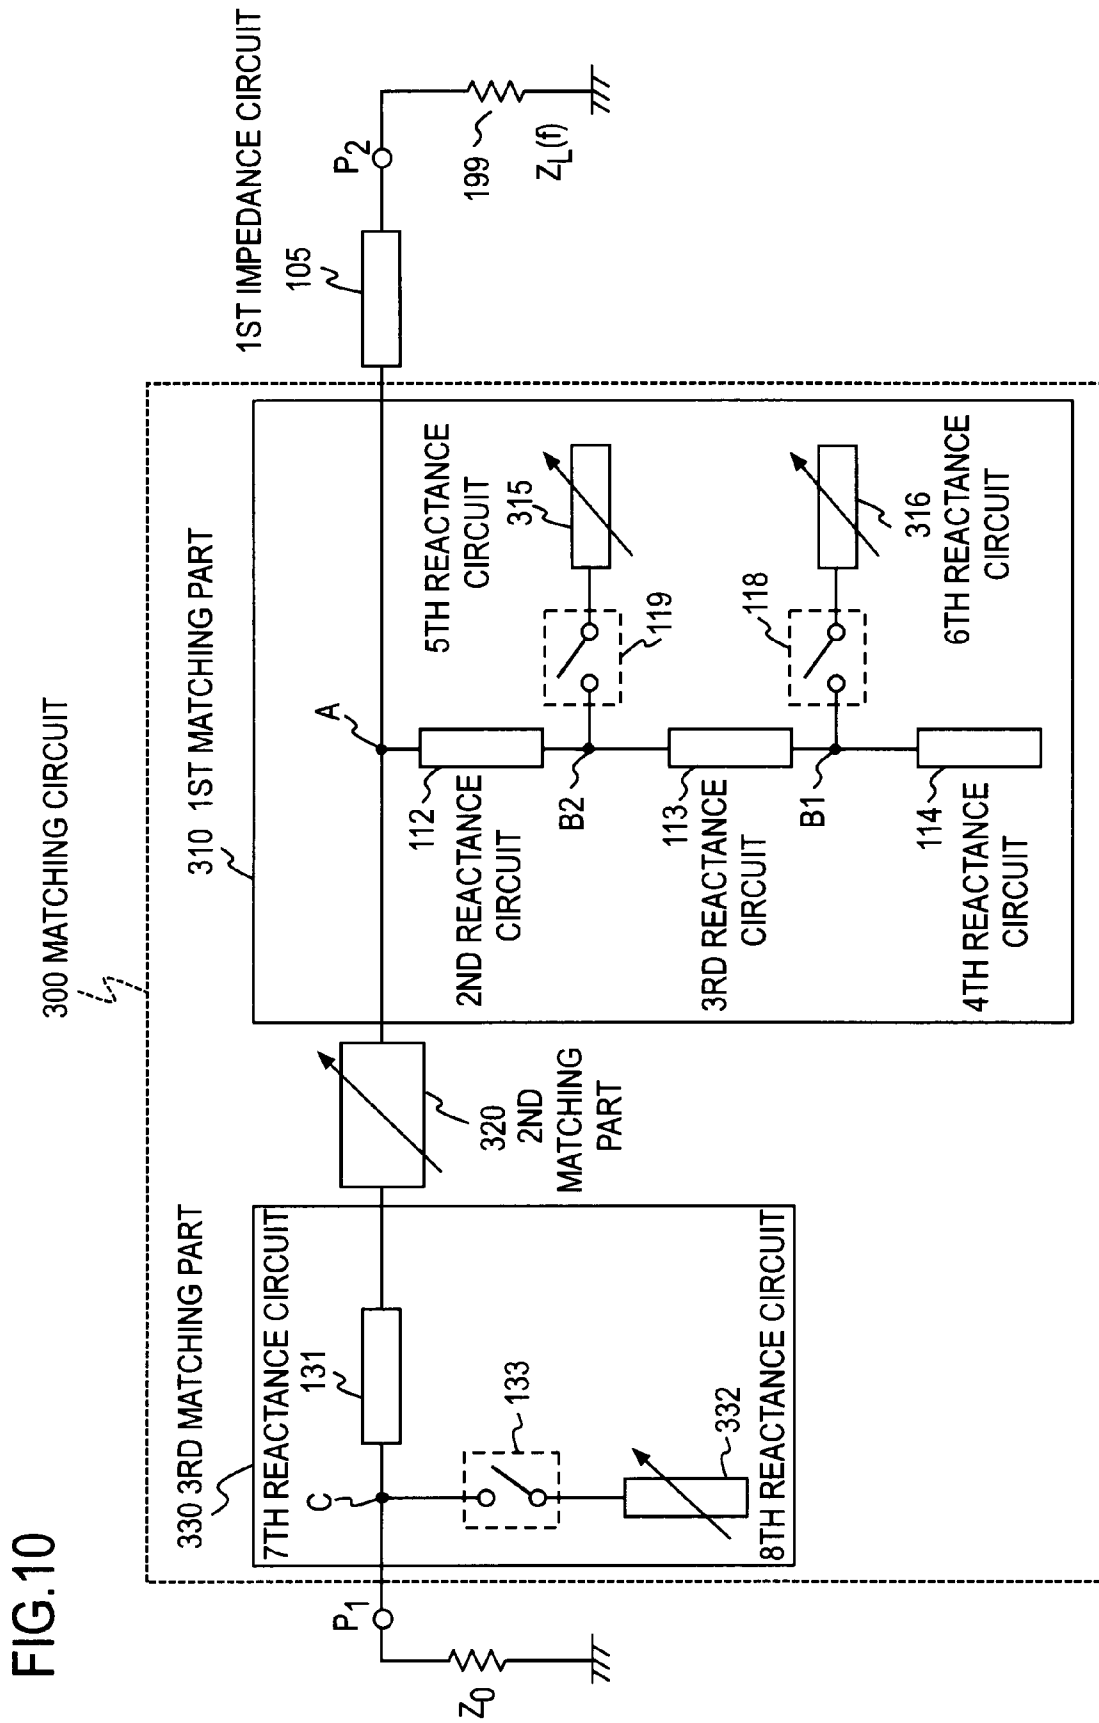 FIG.10
300 MATCHING CIRCUIT
330 3RD MATCHING PART
310 1ST MATCHING PART
1ST IMPEDANCE CIRCUIT
7TH REACTANCE CIRCUIT
131
105
P1
C
A
P2
Z0
133
332
8TH REACTANCE CIRCUIT
320 2ND
MATCHING
PART
112
2ND REACTANCE
CIRCUIT
B2
119
5TH REACTANCE
CIRCUIT
315
113
3RD REACTANCE
CIRCUIT
B1
118
316
6TH REACTANCE
CIRCUIT
114
4TH REACTANCE
CIRCUIT
199
ZL(f)